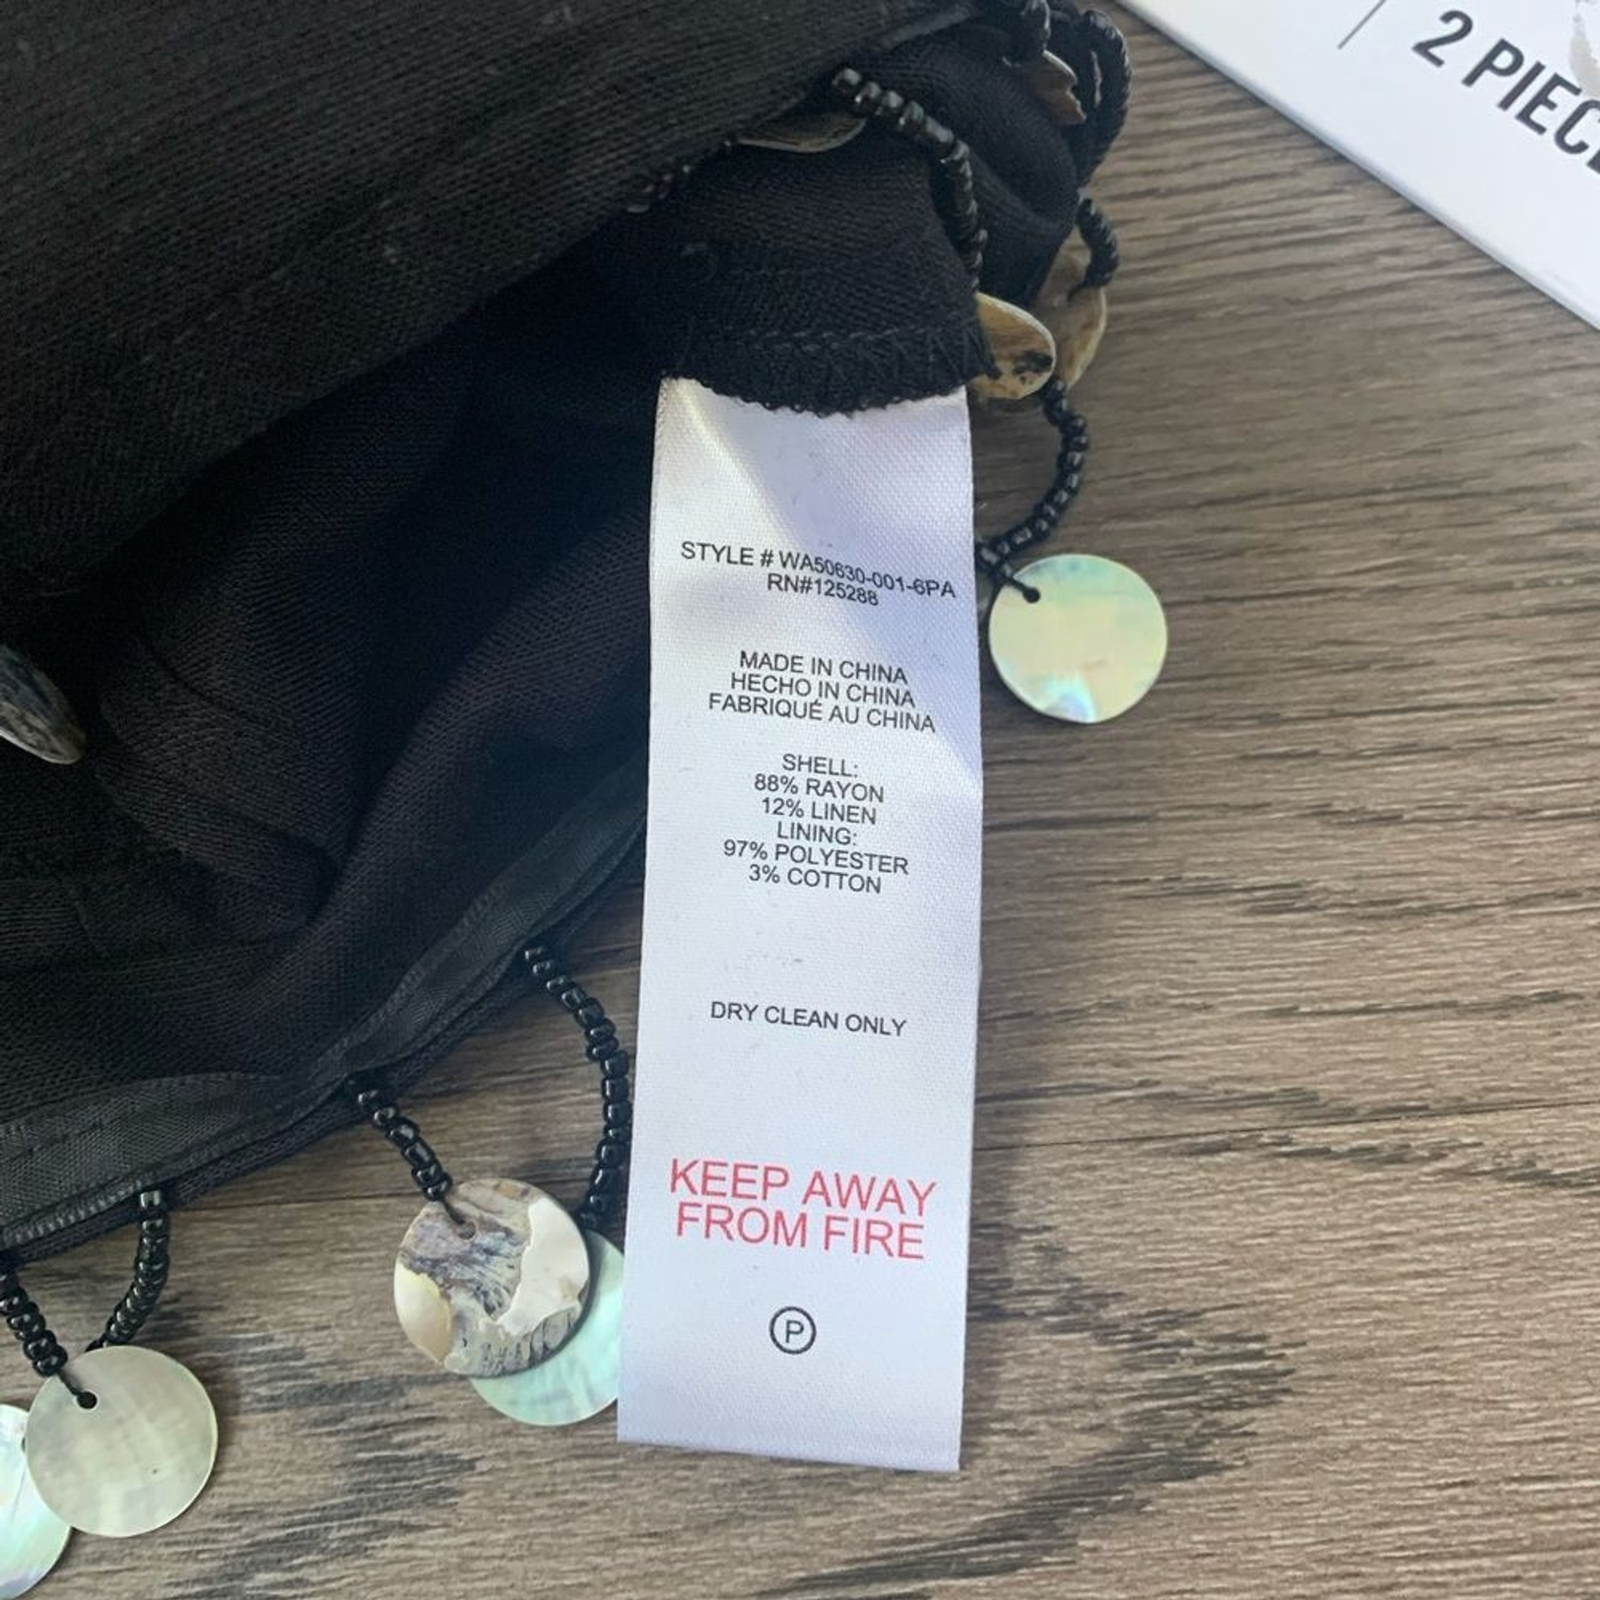 2 PIEC
STYLE # WA50630-001-6PA
RN#125288
MADE IN CHINA
HECHO IN CHINA
FABRIQUÉ AU CHINA
SHELL:
88% RAYON
12% LINEN
LINING:
97% POLYESTER
3% COTTON
DRY CLEAN ONLY
KEEP AWAY
FROM FIRE
P